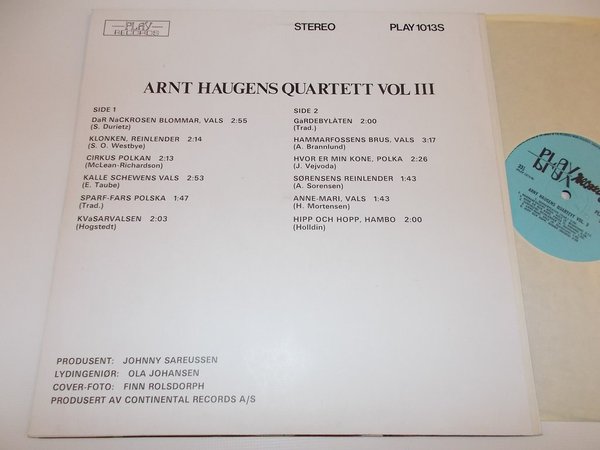 PLAY
RECORDS
STEREO
PLAY 1013S
ARNT HAUGENS QUARTETT VOL III
SIDE 1
DaR NaCKROSEN BLOMMAR, VALS 2:55
(S. Durietz)
KLONKEN, REINLENDER 2:14
(S. O. Westbye)
CIRKUS POLKAN 2:13
(McLean-Richardson)
KALLE SCHEWENS VALS 2:53
(E. Taube)
SPARF-FARS POLSKA 1:47
(Trad.)
KVaSARVALSEN 2:03
(Hogstedt)
SIDE 2
GaRDEBYLÅTEN 2:00
(Trad.)
HAMMARFOSSENS BRUS, VALS 3:17
(A. Brannlund)
HVOR ER MIN KONE, POLKA 2:26
(J. Vejvoda)
SØRENSENS REINLENDER 1:43
(A. Sorensen)
ANNE-MARI, VALS 1:43
(H. Mortensen)
HIPP OCH HOPP, HAMBO 2:00
(Holldin)
PRODUSENT: JOHNNY SAREUSSEN
LYDINGENIØR: OLA JOHANSEN
COVER-FOTO: FINN ROLSDORPH
PRODUSERT AV CONTINENTAL RECORDS A/S
PLAY
ARNT HAUGENS QUARTETT VOL.